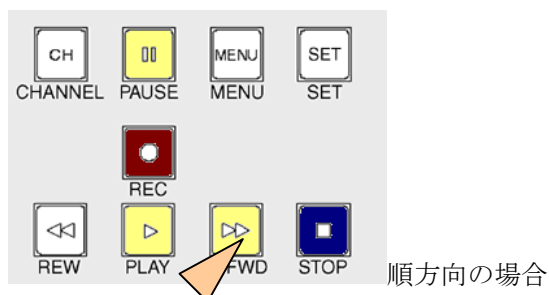 CH
MENU
SET
CHANNEL PAUSE MENU SET
REC
REW PLAY FWD STOP
順方向の場合